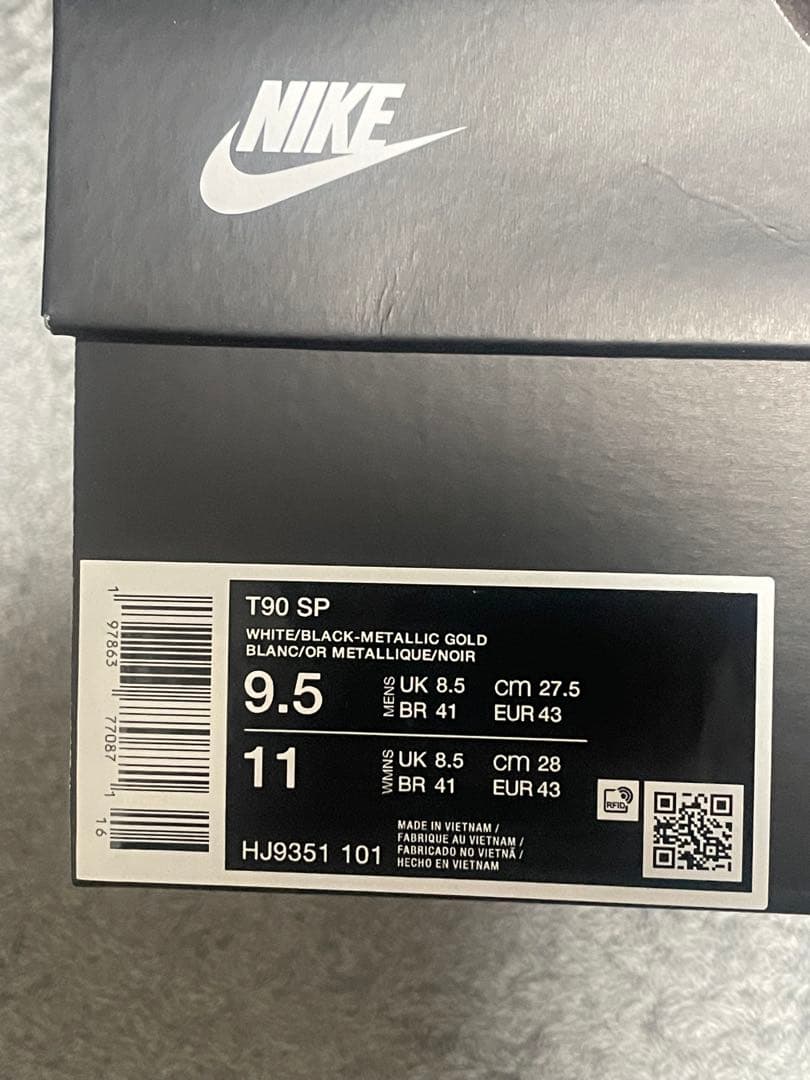 NIKE
T90 SP
WHITE/BLACK-METALLIC GOLD
BLANC/OR METALLIQUE/NOIR
9.5 MENS UK 8.5 cm 27.5
BR 41 EUR 43
11 WMNS UK 8.5 cm 28
BR 41 EUR 43
RFID
HJ9351 101
MADE IN VIETNAM /
FABRIQUE AU VIETNAM /
FABRICADO NO VIETNÃ /
HECHO EN VIETNAM
1 97863 77087 1 16